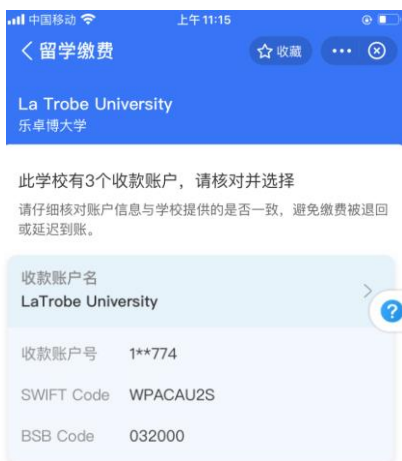 中国移动 上午11:15
留学缴费 收藏
La Trobe University
乐卓博大学
此学校有3个收款账户，请核对并选择
请仔细核对账户信息与学校提供的是否一致，避免缴费被退回
或延迟到账。
收款账户名
LaTrobe University
?
收款账户号 1**774
SWIFT Code WPACAU2S
BSB Code 032000